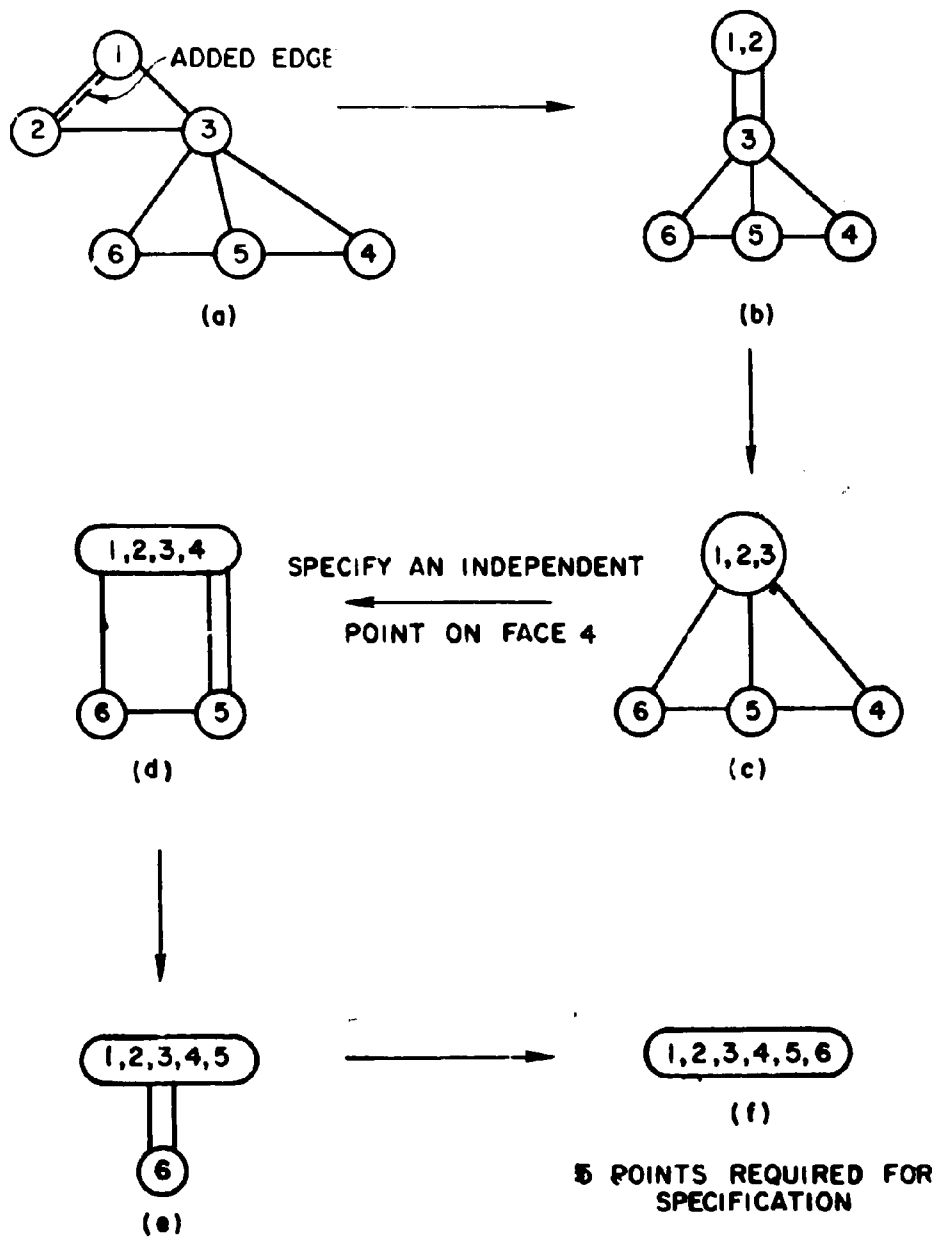 1
ADDED EDGE
2
3
6
5
4
(a)
1,2
3
6
5
4
(b)
1,2,3,4
6
5
(d)
SPECIFY AN INDEPENDENT
POINT ON FACE 4
1,2,3
6
5
4
(c)
1,2,3,4,5
6
(e)
1,2,3,4,5,6
(f)
5 POINTS REQUIRED FOR
SPECIFICATION